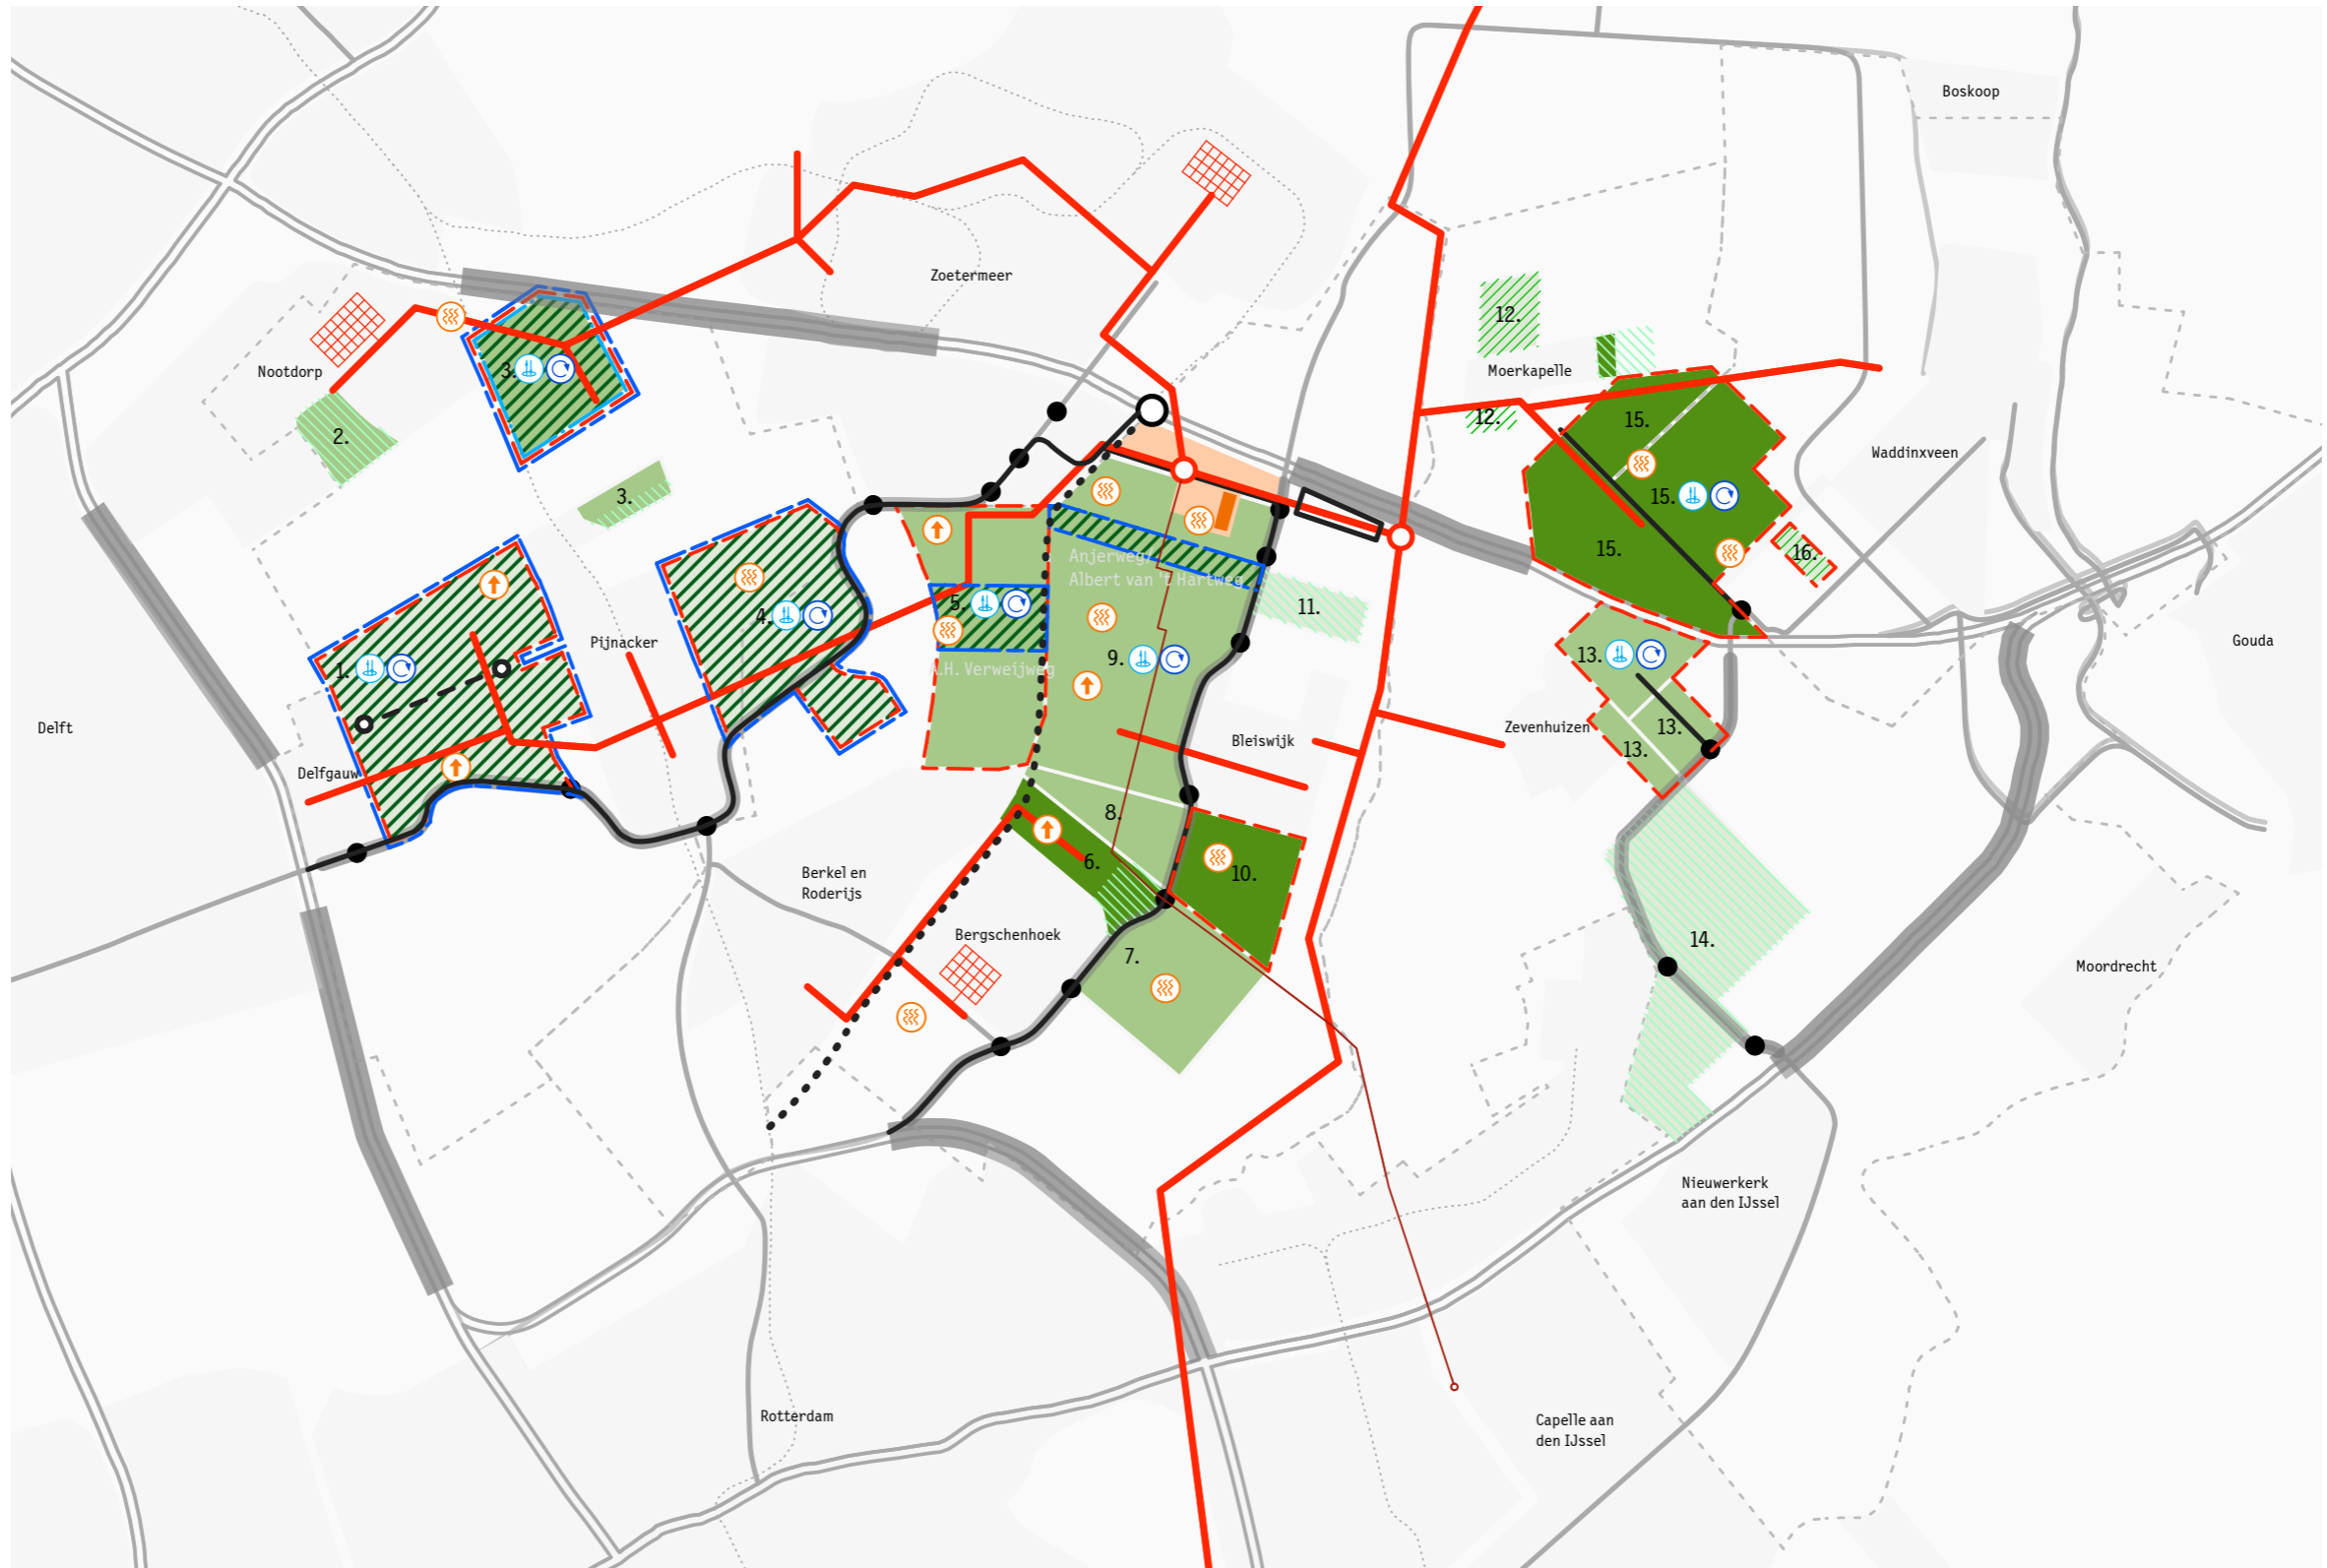 Boskoop
Zoetermeer
12.
Nootdorp
3.
Moerkapelle
12.
15.
2.
Waddinxveen
3.
15.
15.
16.
Anjerweg/
Albert van 't Hartweg
5.
11.
4.
Pijnacker
1.
A.H. Verweijweg
9.
13.
Gouda
Delft
Zevenhuizen
13.
Bleiswijk
13.
Delfgauw
8.
6.
10.
Berkel en
Roderijs
Bergschenhoek
14.
7.
Moordrecht
Nieuwerkerk
aan den IJssel
Rotterdam
Capelle aan
den IJssel